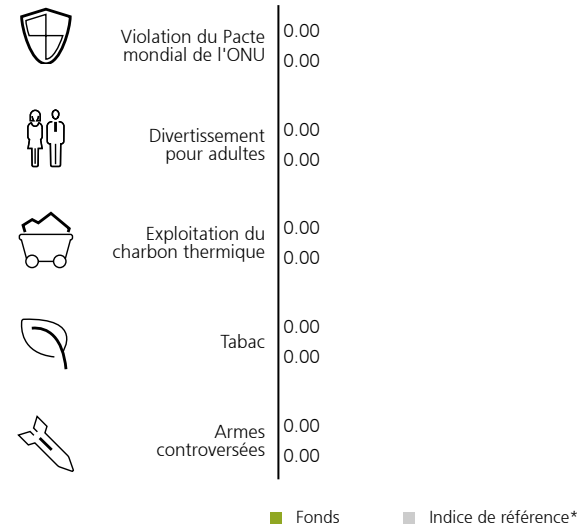 Violation du Pacte
mondial de l'ONU
0.00
0.00
Divertissement
pour adultes
0.00
0.00
Exploitation du
charbon thermique
0.00
0.00
Tabac
0.00
0.00
Armes
controversées
0.00
0.00
Fonds
Indice de référence*